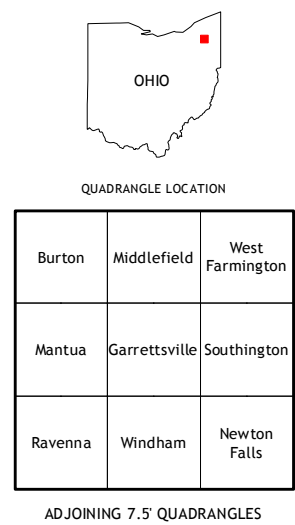 OHIO
QUADRANGLE LOCATION
Burton
Middlefield
West
Farmington
Mantua
Garrettsville
Southington
Ravenna
Windham
Newton
Falls
ADJOINING 7.5' QUADRANGLES